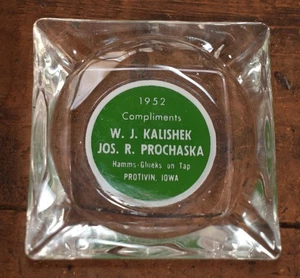 1952
Compliments
W. J. KALISHEK
JOS. R. PROCHASKA
Hamms-Glueks on Tap
PROTIVIN, IOWA